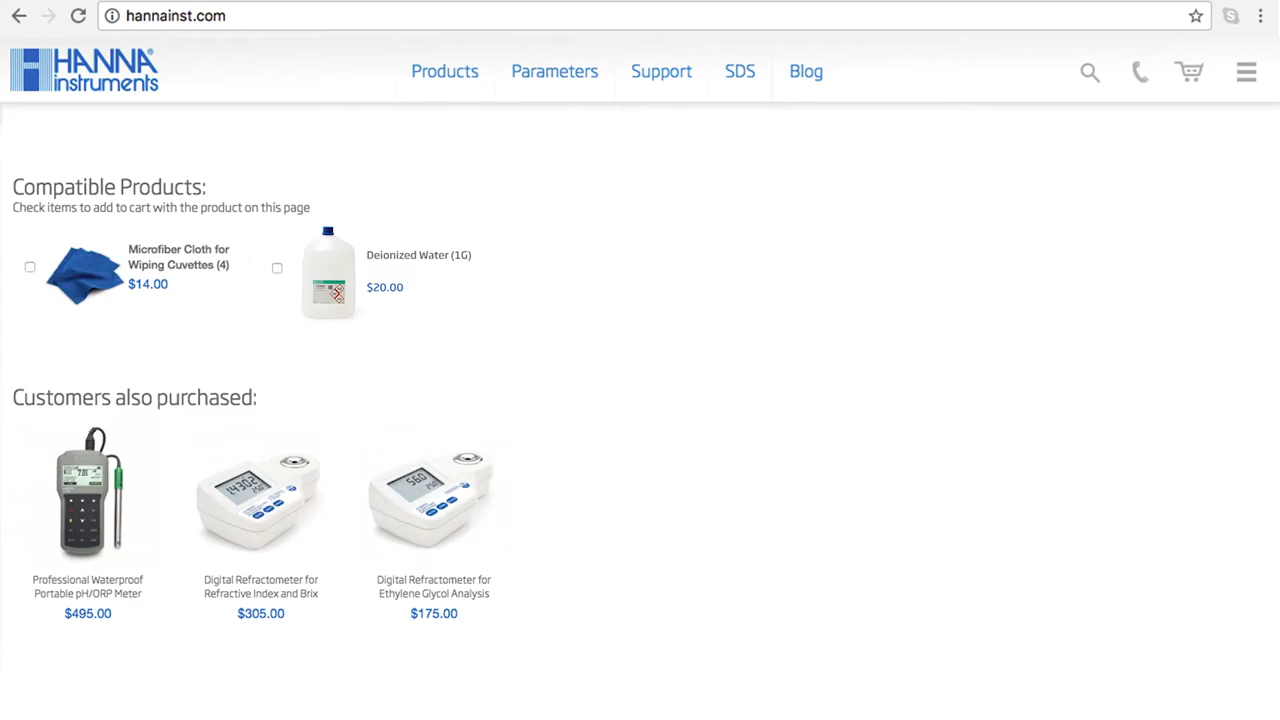 hannainst.com
HANNA®
instruments
Products
Parameters
Support
SDS
Blog
Compatible Products:
Check items to add to cart with the product on this page
Microfiber Cloth for
Wiping Cuvettes (4)
$14.00
Deionized Water (1G)
$20.00
Customers also purchased:
Professional Waterproof
Portable pH/ORP Meter
$495.00
Digital Refractometer for
Refractive Index and Brix
$305.00
Digital Refractometer for
Ethylene Glycol Analysis
$175.00